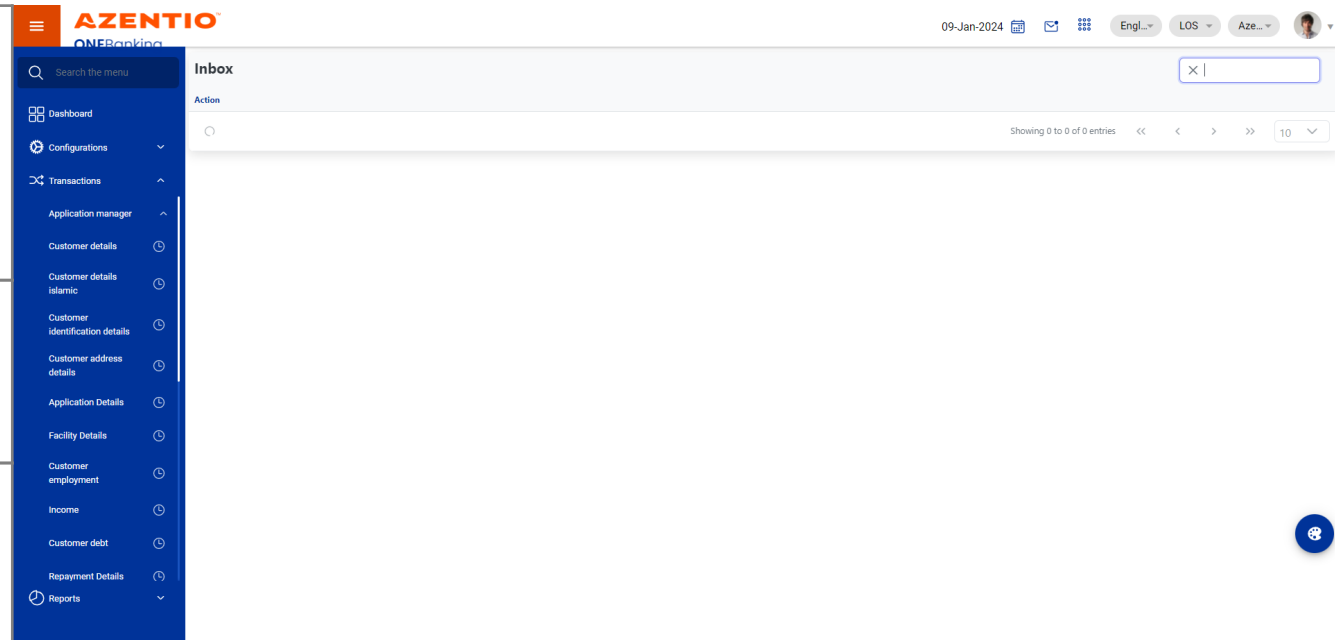 AZENTIO
ONEBanking
09-Jan-2024
Engl...
LOS
Aze...
Search the menu
Dashboard
Configurations
Transactions
Application manager
Customer details
Customer details
islamic
Customer
identification details
Customer address
details
Application Details
Facility Details
Customer
employment
Income
Customer debt
Repayment Details
Reports
Inbox
Action
Showing 0 to 0 of 0 entries
10